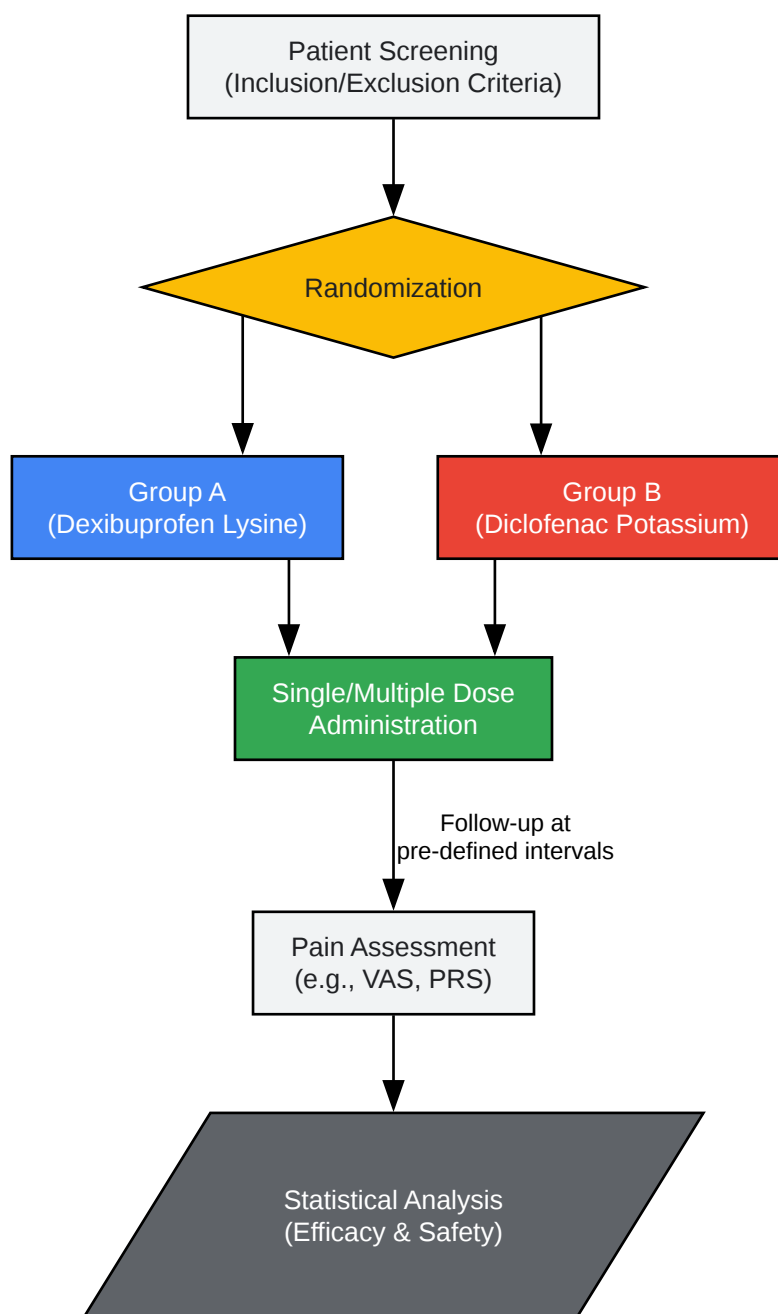 Patient Screening
(Inclusion/Exclusion Criteria)
Randomization
Group A
(Dexibuprofen Lysine)
Group B
(Diclofenac Potassium)
Single/Multiple Dose
Administration
Follow-up at
pre-defined intervals
Pain Assessment
(e.g., VAS, PRS)
Statistical Analysis
(Efficacy & Safety)